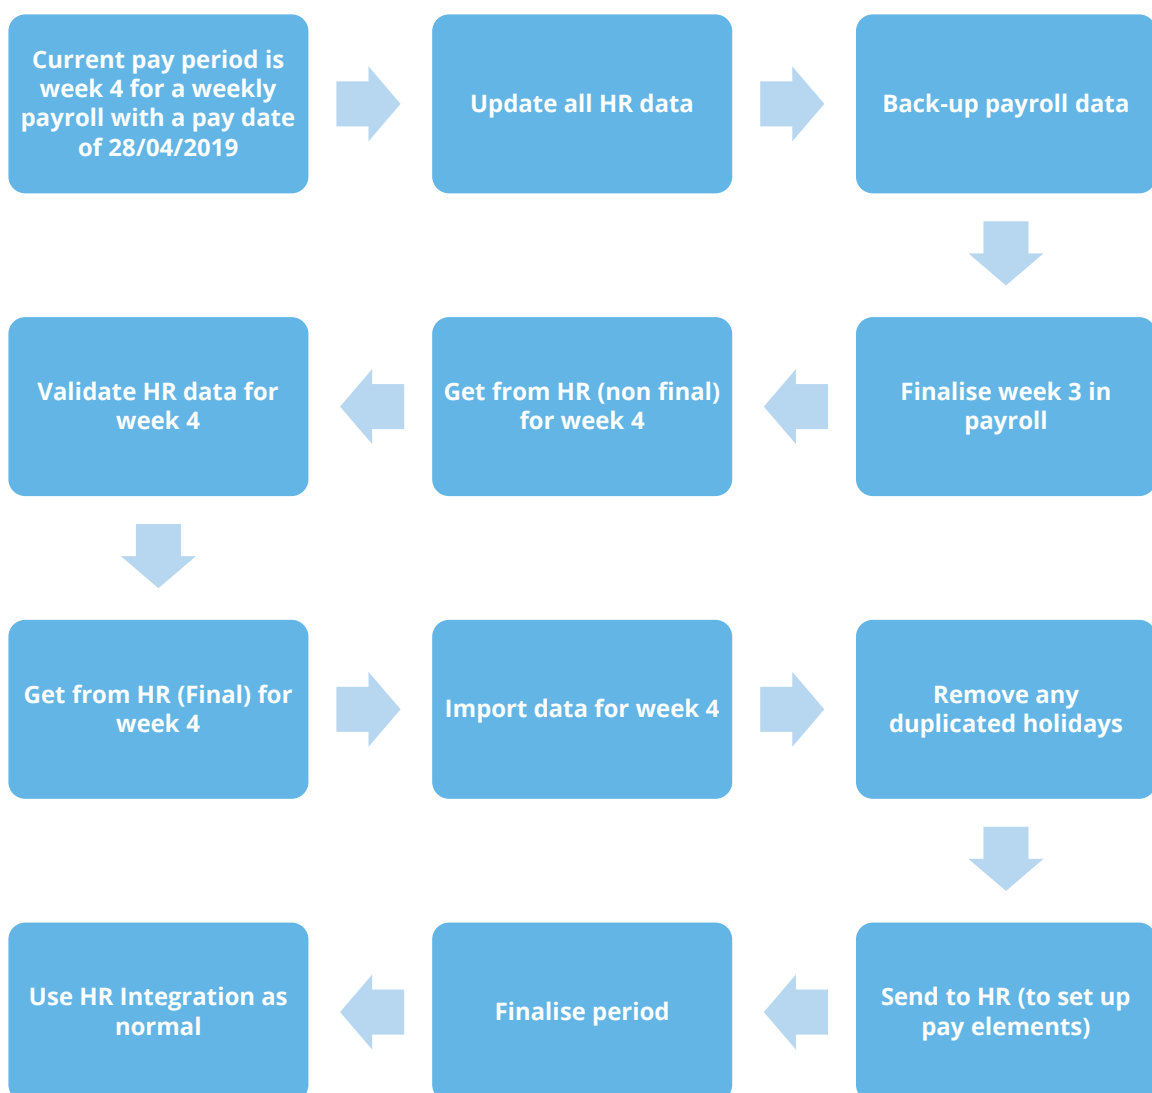 Current pay period is
week 4 for a weekly
payroll with a pay date
of 28/04/2019
Update all HR data
Back-up payroll data
Finalise week 3 in
payroll
Get from HR (non final)
for week 4
Validate HR data for
week 4
Get from HR (Final) for
week 4
Import data for week 4
Remove any
duplicated holidays
Send to HR (to set up
pay elements)
Finalise period
Use HR Integration as
normal